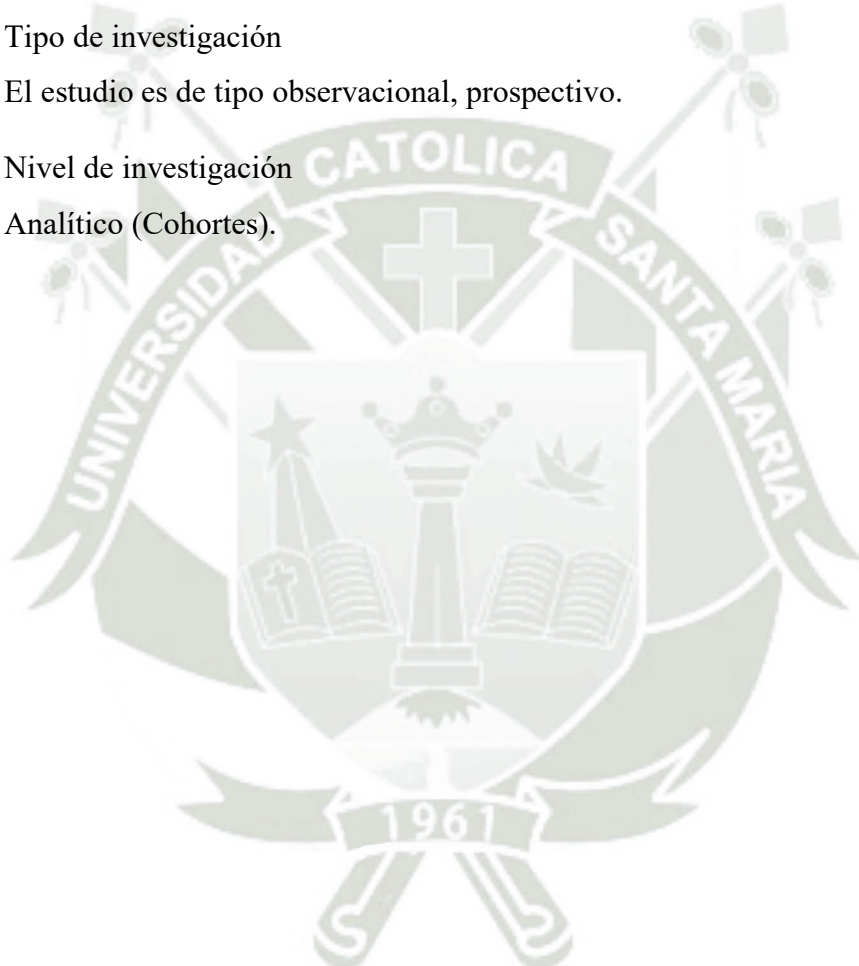 Tipo de investigación
El estudio es de tipo observacional, prospectivo.
Nivel de investigación
Analítico (Cohortes).
UNIVERSIDAD CATOLICA SANTA MARIA
1961